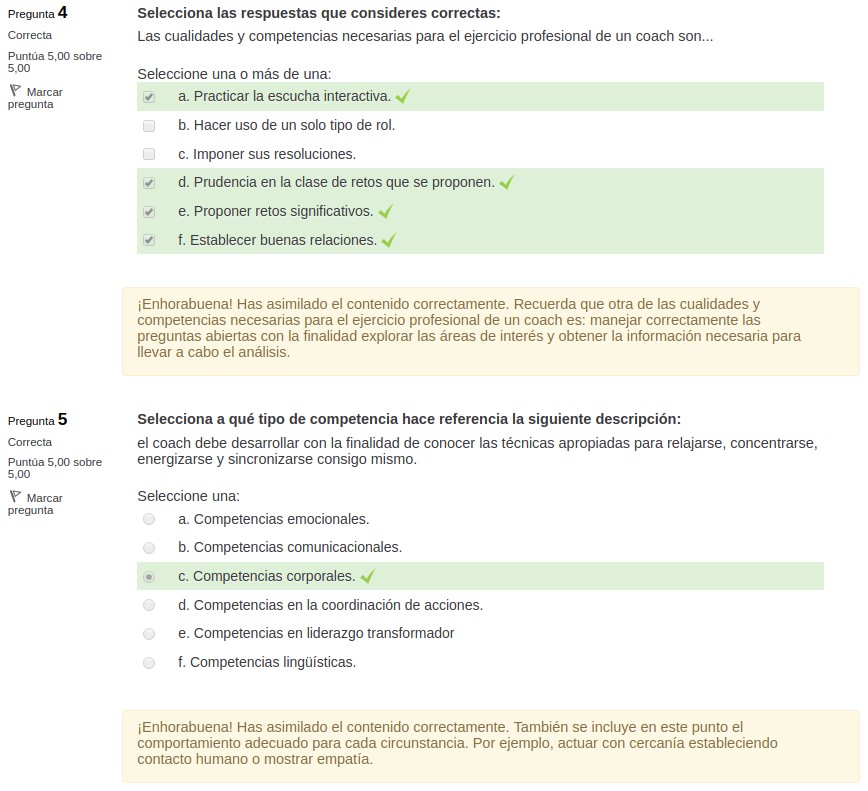 Pregunta 4
Correcta
Puntúa 5,00 sobre
5,00
Marcar
pregunta
Selecciona las respuestas que consideres correctas:
Las cualidades y competencias necesarias para el ejercicio profesional de un coach son...
Seleccione una o más de una:
a. Practicar la escucha interactiva.
b. Hacer uso de un solo tipo de rol.
c. Imponer sus resoluciones.
d. Prudencia en la clase de retos que se proponen.
e. Proponer retos significativos.
f. Establecer buenas relaciones.
¡Enhorabuena! Has asimilado el contenido correctamente. Recuerda que otra de las cualidades y
competencias necesarias para el ejercicio profesional de un coach es: manejar correctamente las
preguntas abiertas con la finalidad explorar las áreas de interés y obtener la información necesaria para
llevar a cabo el análisis.
Pregunta 5
Correcta
Puntúa 5,00 sobre
5,00
Marcar
pregunta
Selecciona a qué tipo de competencia hace referencia la siguiente descripción:
el coach debe desarrollar con la finalidad de conocer las técnicas apropiadas para relajarse, concentrarse,
energizarse y sincronizarse consigo mismo.
Seleccione una:
a. Competencias emocionales.
b. Competencias comunicacionales.
c. Competencias corporales.
d. Competencias en la coordinación de acciones.
e. Competencias en liderazgo transformador
f. Competencias lingüísticas.
¡Enhorabuena! Has asimilado el contenido correctamente. También se incluye en este punto el
comportamiento adecuado para cada circunstancia. Por ejemplo, actuar con cercanía estableciendo
contacto humano o mostrar empatía.